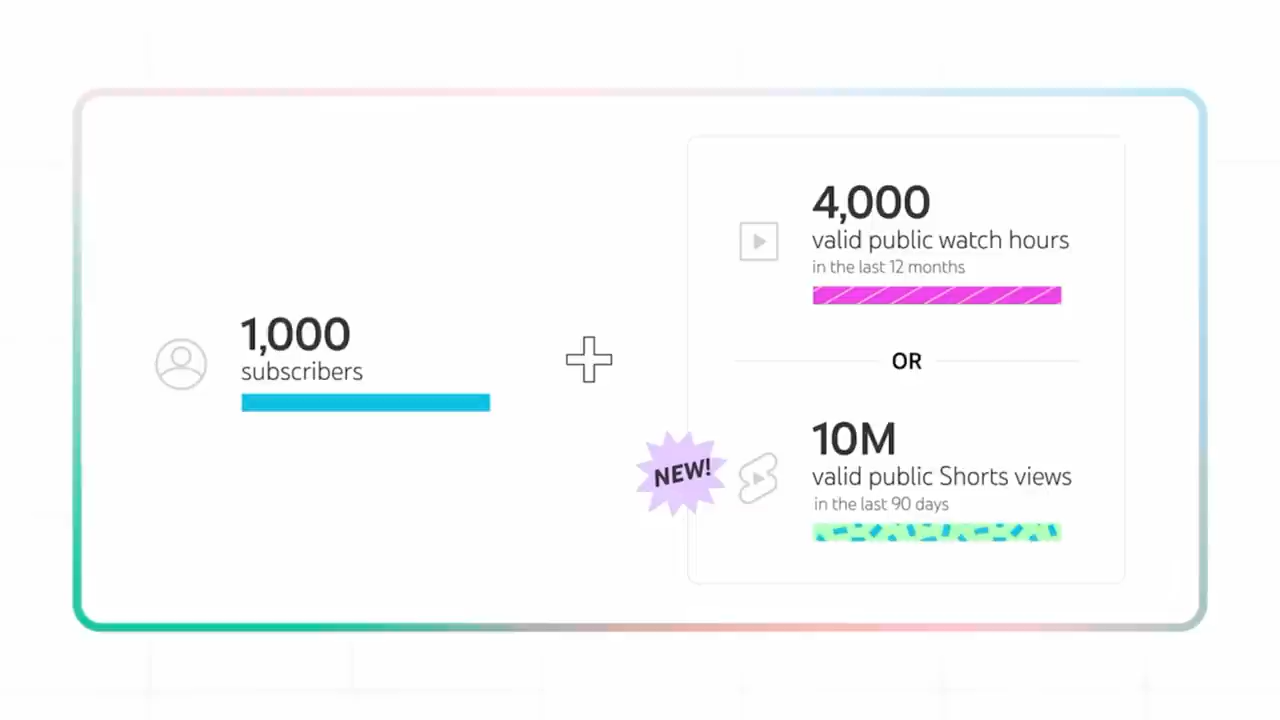 1,000
subscribers
4,000
valid public watch hours
in the last 12 months
OR
NEW!
10M
valid public Shorts views
in the last 90 days